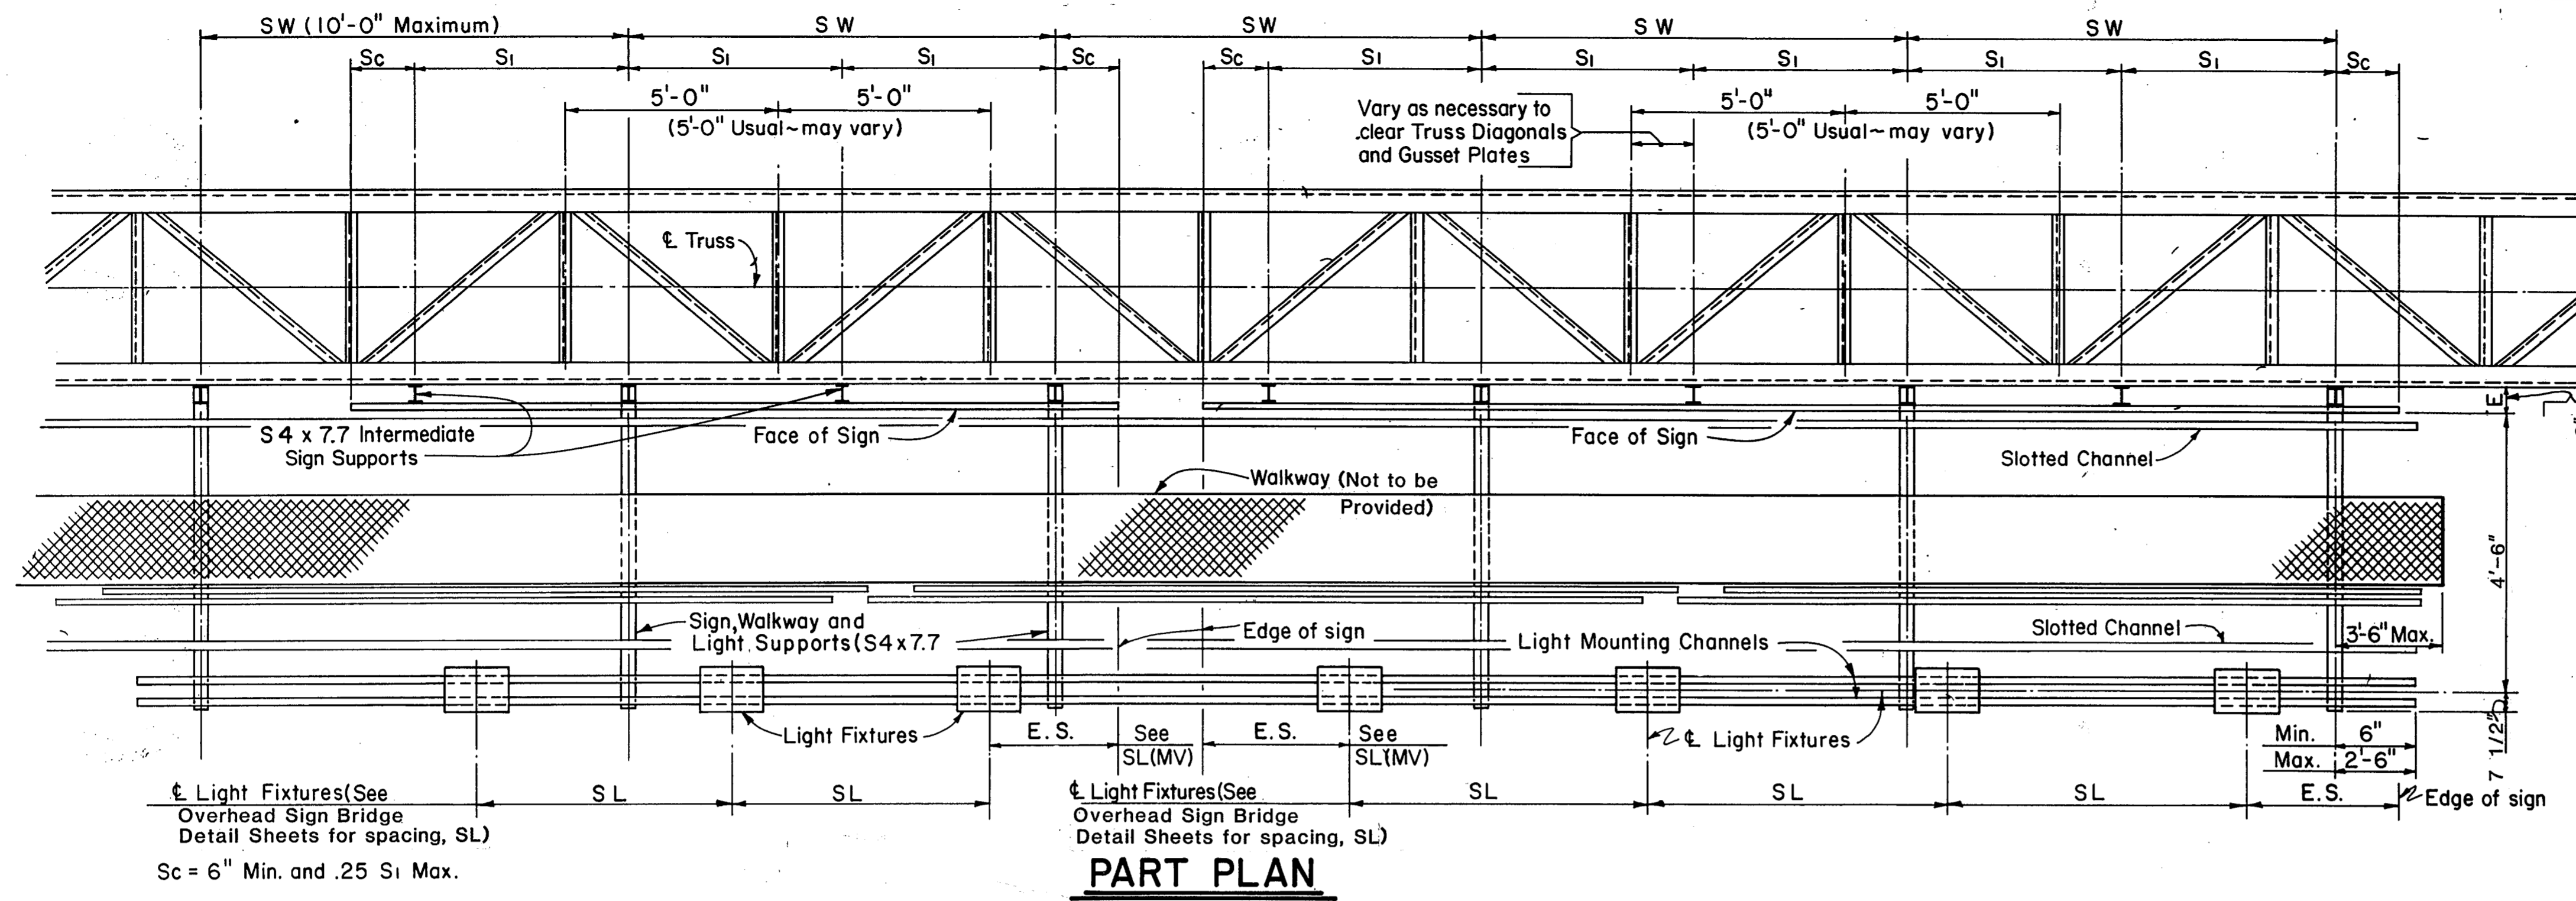 SW (10'-0" Maximum)
SW
SW
SW
SW
Sc
S1
S1
S1
Sc
Sc
S1
S1
S1
S1
S1
Sc
5'-0"
5'-0"
(5'-0" Usual~may vary)
Vary as necessary to
clear Truss Diagonals
and Gusset Plates
5'-0"
5'-0"
(5'-0" Usual~may vary)
℄ Truss
E
S4 x 7.7 Intermediate
Sign Supports
Face of Sign
Face of Sign
Slotted Channel
Walkway (Not to be
Provided)
4'-6"
Sign, Walkway and
Light Supports (S4x7.7
Edge of sign
Light Mounting Channels
Slotted Channel
3'-6" Max.
Light Fixtures
E.S.
See
SL(MV)
E.S.
See
SL(MV)
℄ Light Fixtures
Min. 6"
Max. 2'-6"
7 1/2"
℄ Light Fixtures (See
Overhead Sign Bridge
Detail Sheets for spacing, SL)
SL
SL
℄ Light Fixtures (See
Overhead Sign Bridge
Detail Sheets for spacing, SL)
SL
SL
SL
E.S.
Edge of sign
Sc = 6" Min. and .25 S1 Max.
PART PLAN